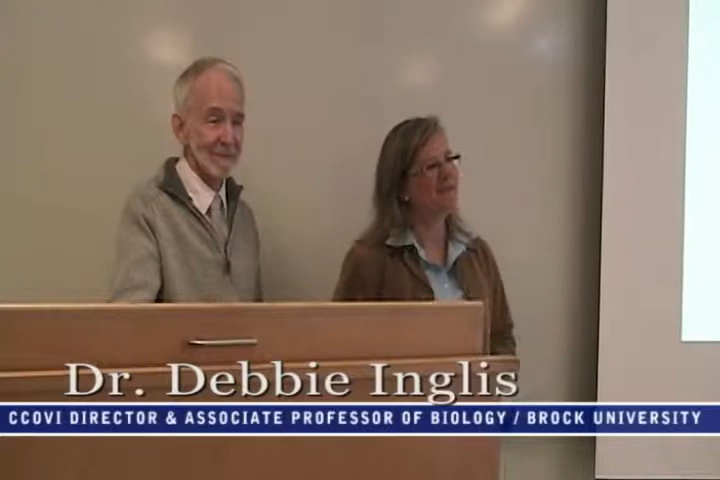 Dr. Debbie Inglis
CCOVI DIRECTOR & ASSOCIATE PROFESSOR OF BIOLOGY / BROCK UNIVERSITY